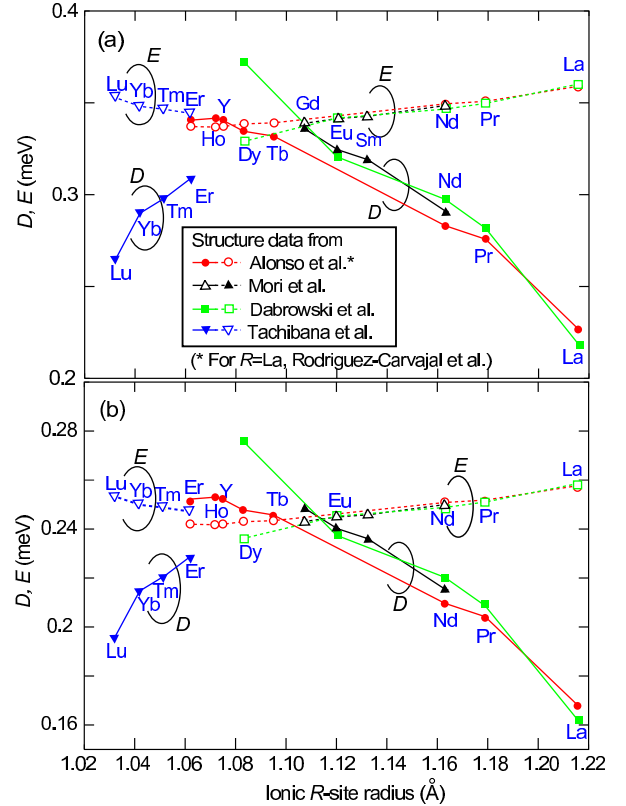 (a)
E
La
Lu
Yb
Tm
Er
Y
Gd
E
Ho
Dy
Tb
Eu
Sm
Nd
Pr
D, E (meV)
0.4
0.3
0.2
D
Er
Tm
Yb
Lu
Nd
D
Pr
La
Structure data from
Alonso et al.*
Mori et al.
Dabrowski et al.
Tachibana et al.
(* For R=La, Rodriguez-Carvajal et al.)
(b)
E
La
Lu
Yb
Tm
Er
Y
Tb
Eu
E
Ho
Dy
Nd
Pr
D, E (meV)
0.28
0.24
0.2
0.16
Er
Tm
Yb
D
Lu
D
Nd
Pr
La
1.02 1.04 1.06 1.08 1.10 1.12 1.14 1.16 1.18 1.20 1.22
Ionic R-site radius (Å)